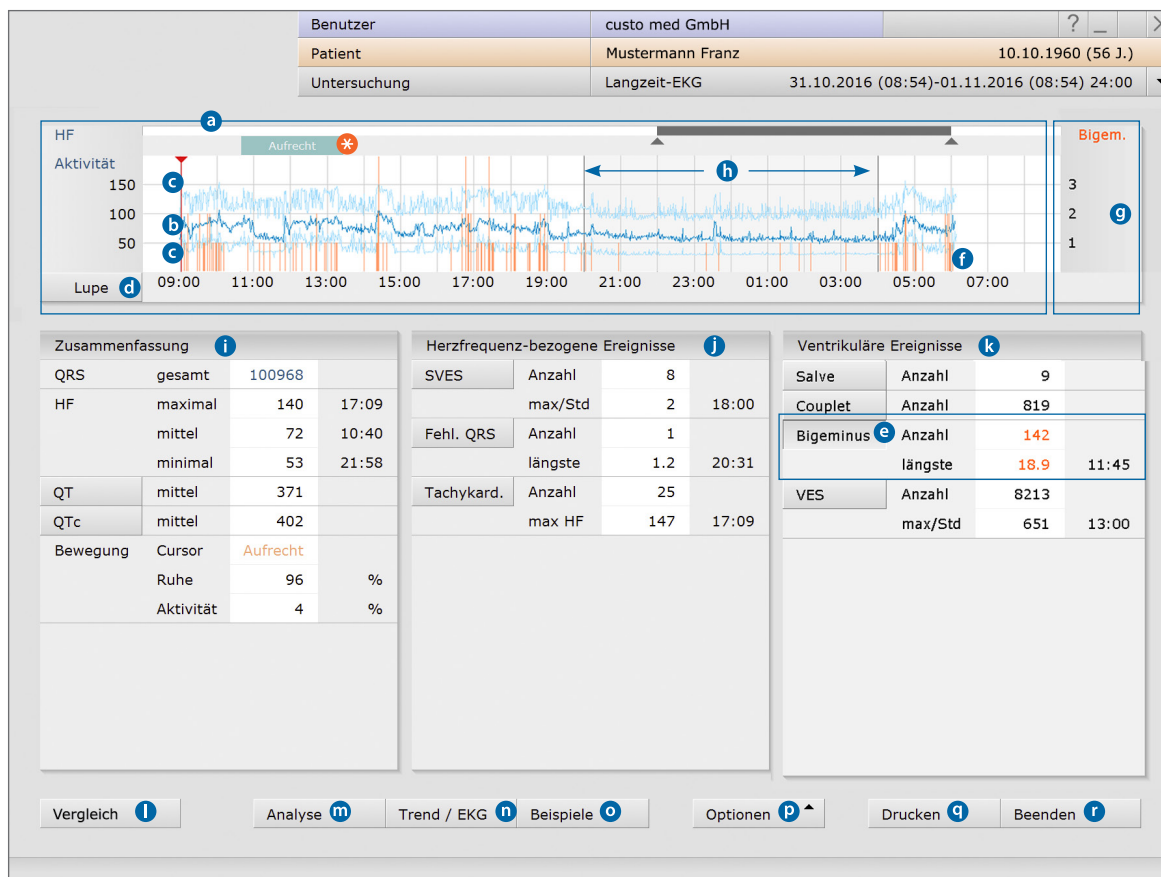 Benutzer custo med GmbH ? _ X
Patient Mustermann Franz 10.10.1960 (56 J.)
Untersuchung Langzeit-EKG 31.10.2016 (08:54)-01.11.2016 (08:54) 24:00
a
HF Aufrecht * Bigem.
Aktivität h
150 c 3
100 b 2 g
50 c 1
f
Lupe d 09:00 11:00 13:00 15:00 17:00 19:00 21:00 23:00 01:00 03:00 05:00 07:00
Zusammenfassung i
QRS gesamt 100968
HF maximal 140 17:09
mittel 72 10:40
minimal 53 21:58
QT mittel 371
QTc mittel 402
Bewegung Cursor Aufrecht
Ruhe 96 %
Aktivität 4 %
Herzfrequenz-bezogene Ereignisse j
SVES Anzahl 8
max/Std 2 18:00
Fehl. QRS Anzahl 1
längste 1.2 20:31
Tachykard. Anzahl 25
max HF 147 17:09
Ventrikuläre Ereignisse k
Salve Anzahl 9
Couplet Anzahl 819
Bigeminus e Anzahl 142
längste 18.9 11:45
VES Anzahl 8213
max/Std 651 13:00
Vergleich l Analyse m Trend / EKG n Beispiele o Optionen p Drucken q Beenden r